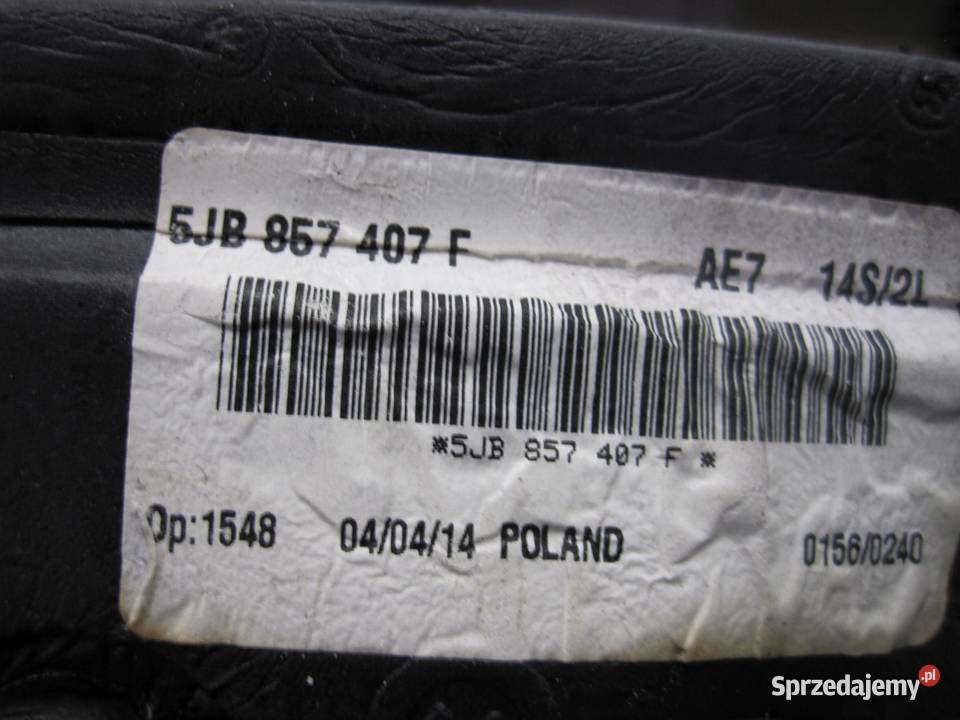 5JB 857 407 F AE7 14S/2L
*5JB 857 407 F *
Op:1548 04/04/14 POLAND 0156/0240
Sprzedajemy.pl